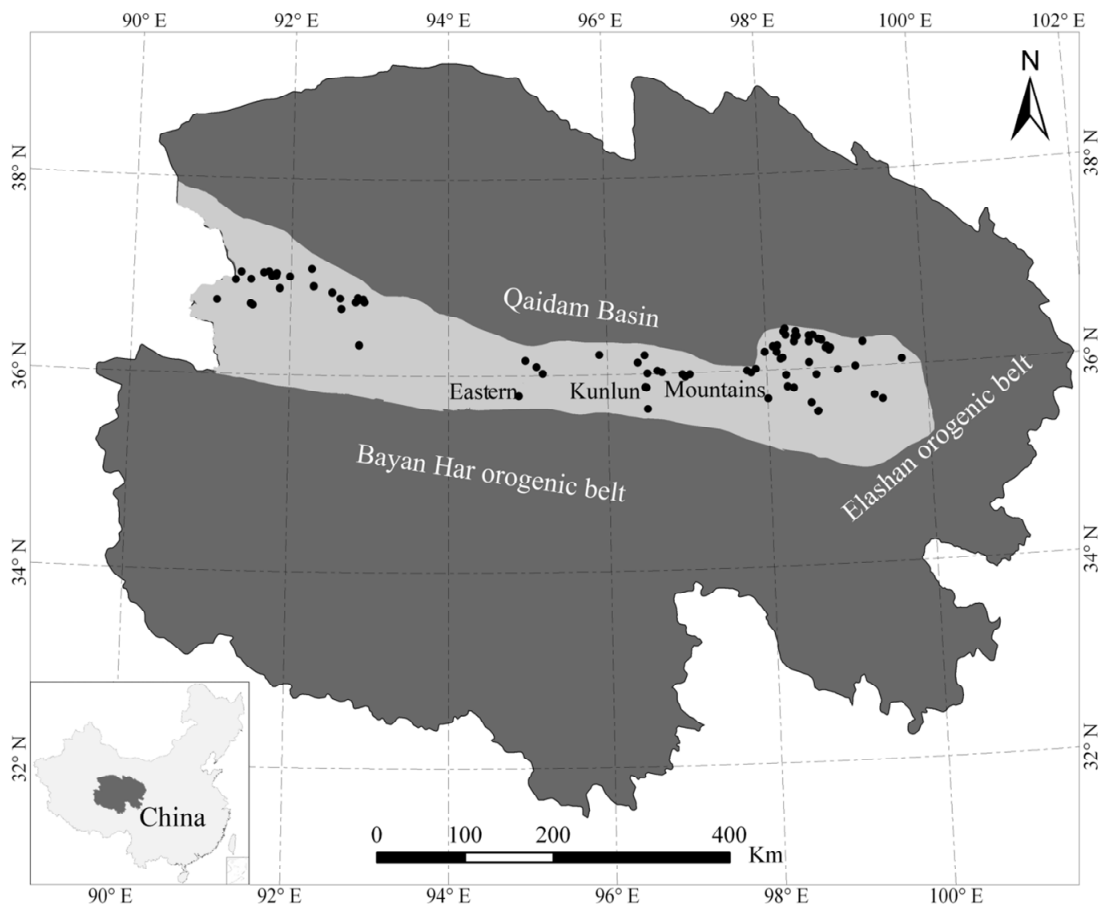 90° E 92° E 94° E 96° E 98° E 100° E 102° E
N
38° N 38° N
Qaidam Basin
36° N 36° N
Eastern Kunlun Mountains
Bayan Har orogenic belt
Elashan orogenic belt
34° N 34° N
32° N 32° N
China
0 100 200 400
Km
90° E 92° E 94° E 96° E 98° E 100° E